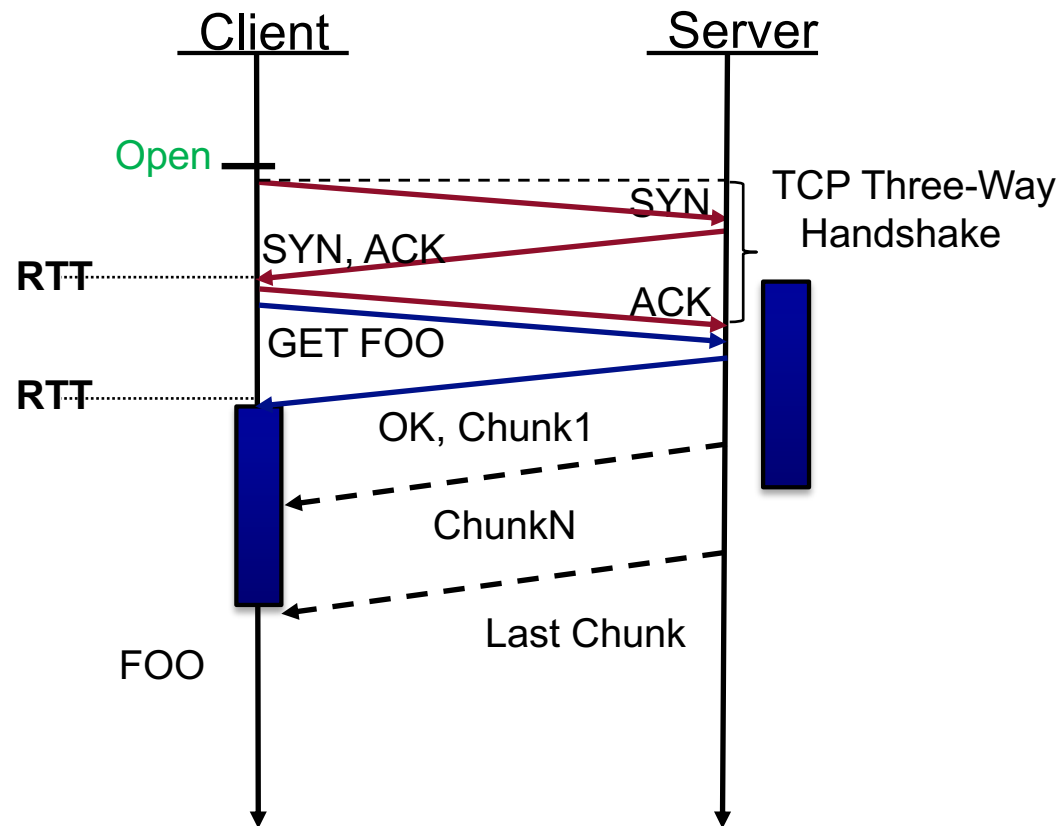 Client
Server
Open
TCP Three-Way
Handshake
SYN
SYN, ACK
RTT
ACK
GET FOO
RTT
OK, Chunk1
ChunkN
Last Chunk
FOO